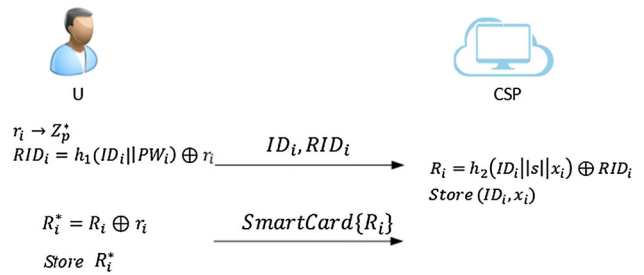 U
CSP
r_i → Z_p^*
RID_i = h_1(ID_i||PW_i) ⊕ r_i
ID_i, RID_i
R_i = h_2(ID_i||s||x_i) ⊕ RID_i
Store (ID_i, x_i)
R_i^* = R_i ⊕ r_i
SmartCard{R_i}
Store R_i^*